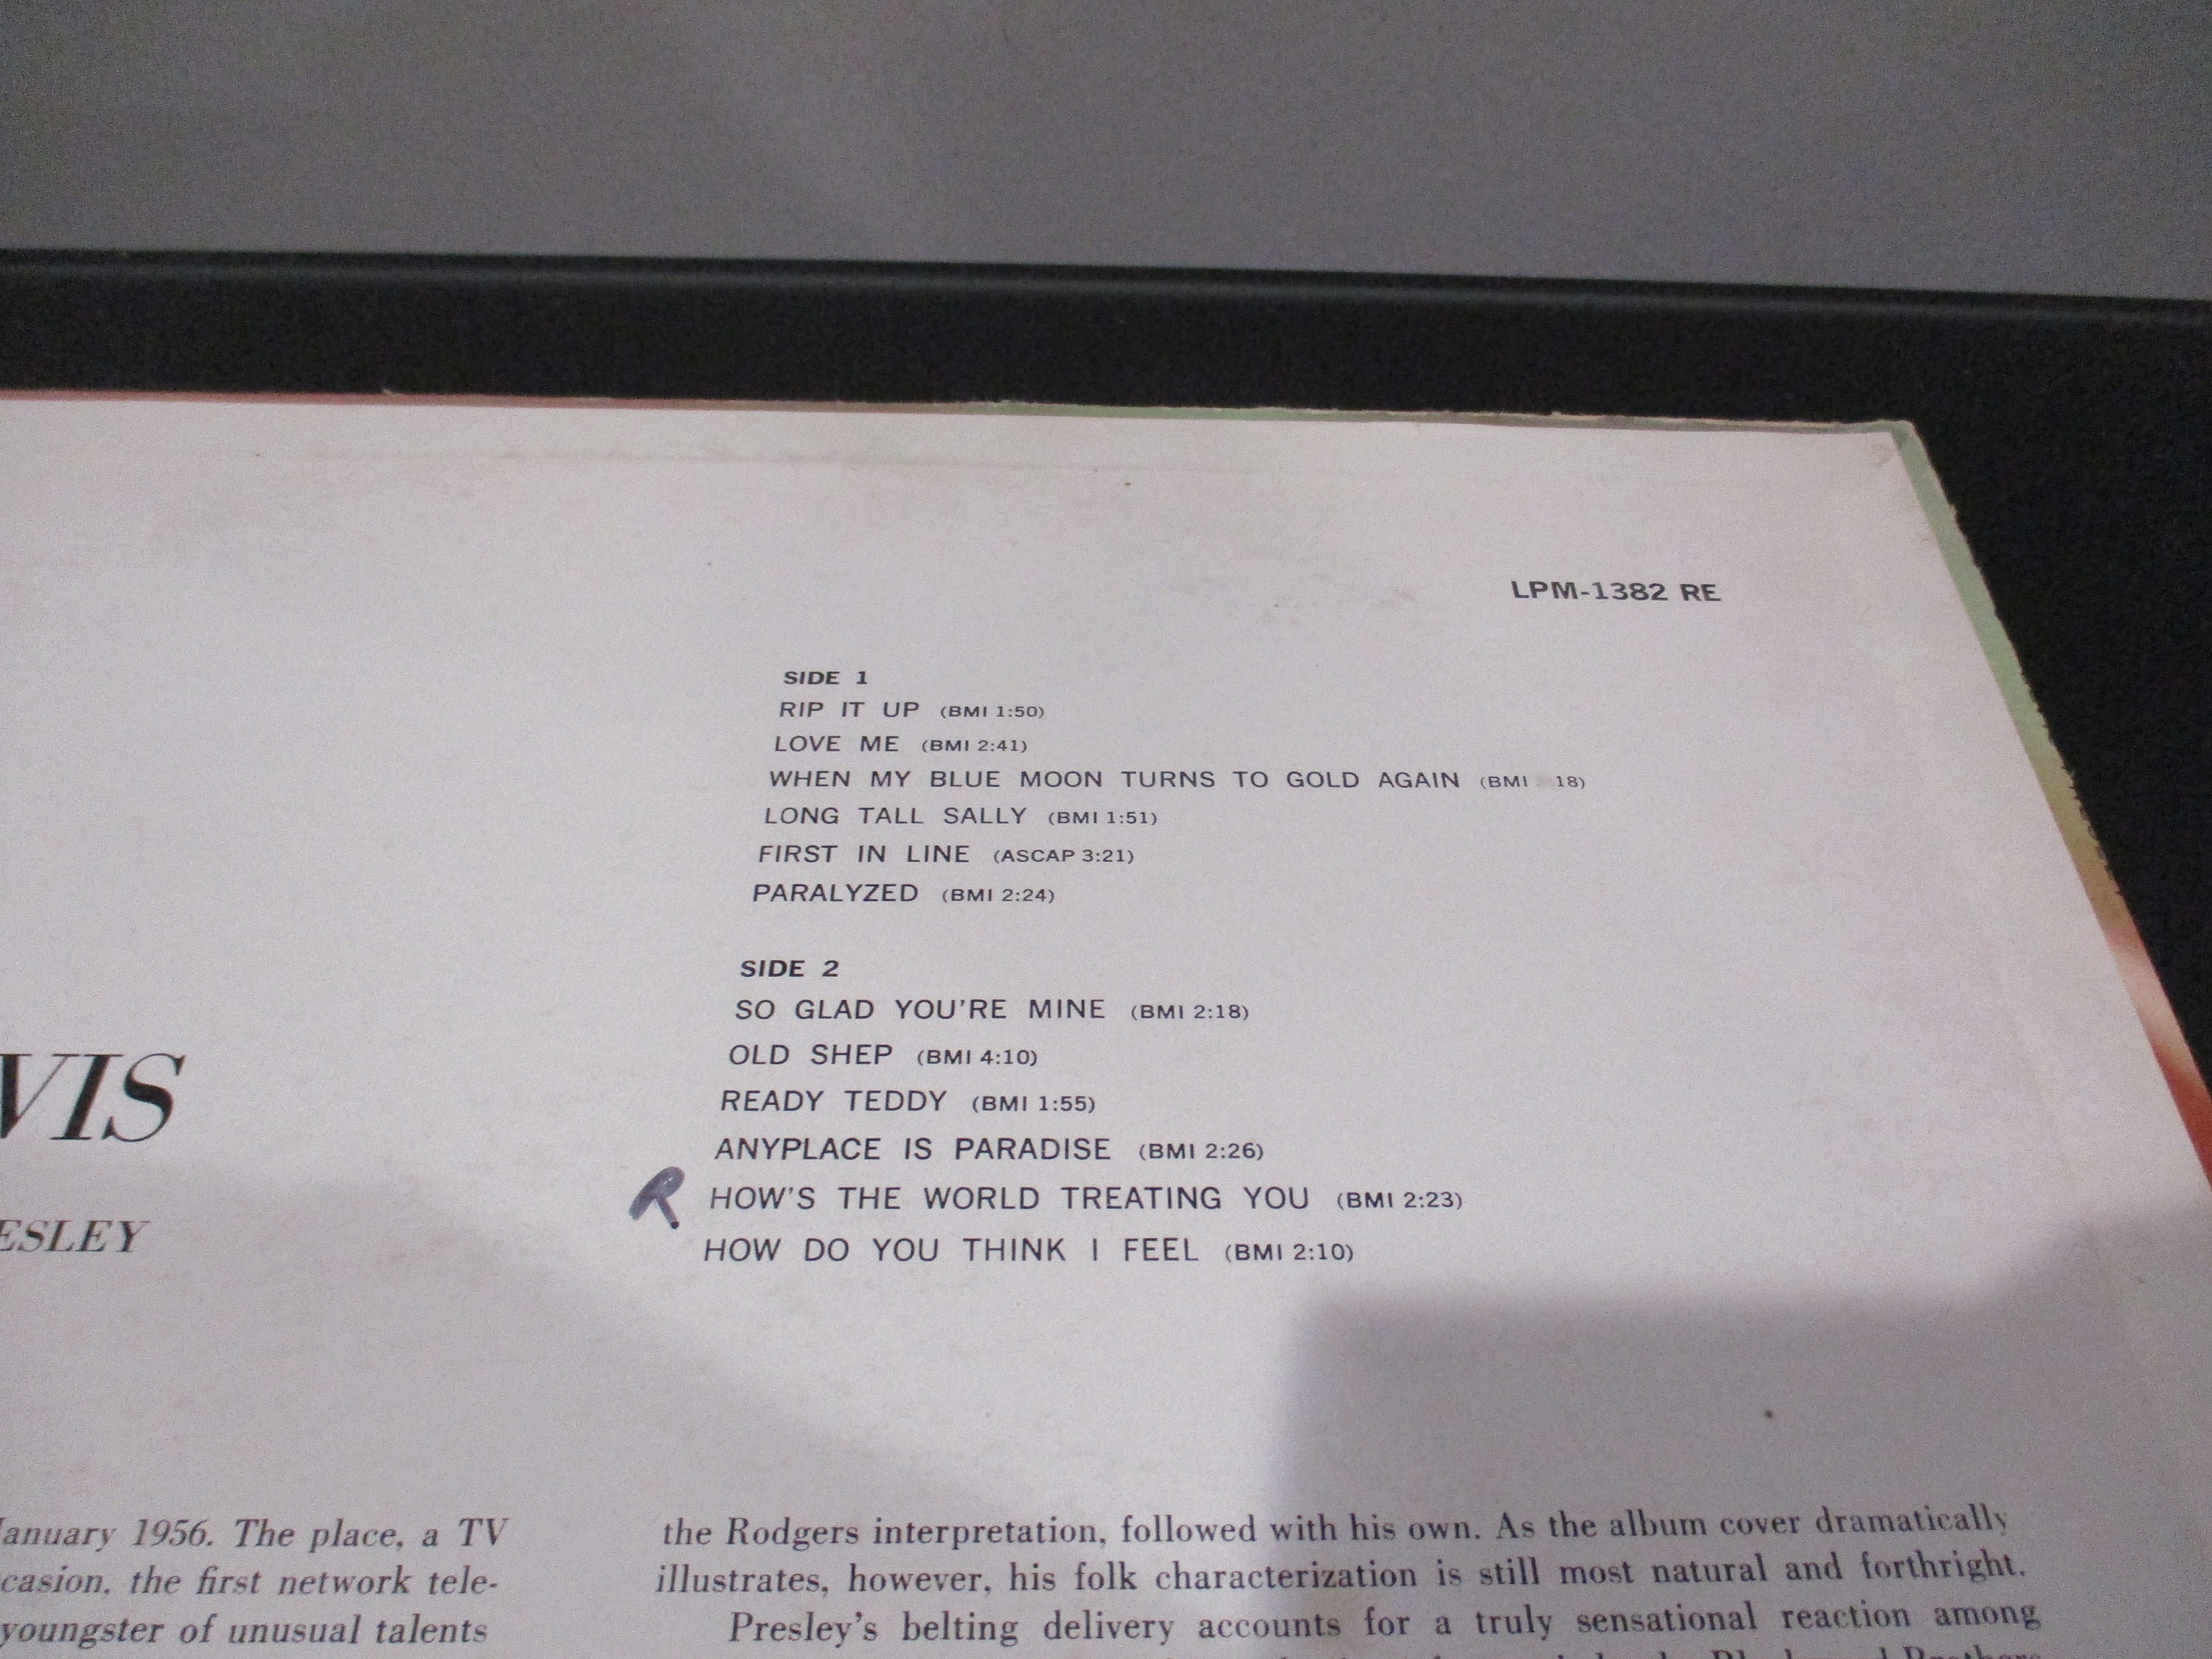 LPM-1382 RE
SIDE 1
RIP IT UP (BMI 1:50)
LOVE ME (BMI 2:41)
WHEN MY BLUE MOON TURNS TO GOLD AGAIN (BMI 18)
LONG TALL SALLY (BMI 1:51)
FIRST IN LINE (ASCAP 3:21)
PARALYZED (BMI 2:24)
SIDE 2
SO GLAD YOU'RE MINE (BMI 2:18)
OLD SHEP (BMI 4:10)
READY TEDDY (BMI 1:55)
ANYPLACE IS PARADISE (BMI 2:26)
R HOW'S THE WORLD TREATING YOU (BMI 2:23)
HOW DO YOU THINK I FEEL (BMI 2:10)
VIS
ESLEY
January 1956. The place, a TV
casion, the first network tele-
youngster of unusual talents
the Rodgers interpretation, followed with his own. As the album cover dramatically
illustrates, however, his folk characterization is still most natural and forthright.
Presley's belting delivery accounts for a truly sensational reaction among